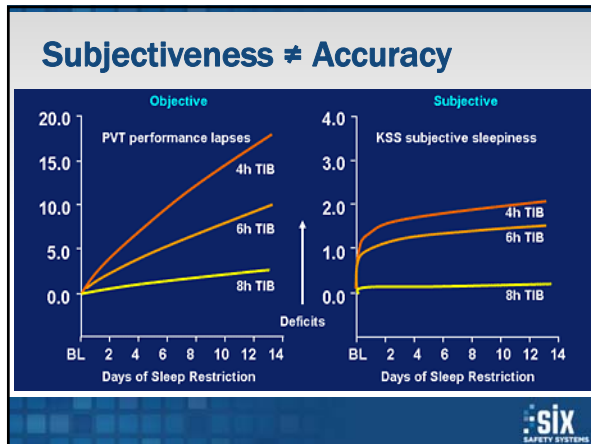 Subjectiveness ≠ Accuracy
Objective
PVT performance lapses
20.0
15.0
10.0
5.0
0.0
4h TIB
6h TIB
8h TIB
BL 2 4 6 8 10 12 14
Days of Sleep Restriction
Deficits
Subjective
KSS subjective sleepiness
4.0
3.0
2.0
1.0
0.0
4h TIB
6h TIB
8h TIB
BL 2 4 6 8 10 12 14
Days of Sleep Restriction
six
SAFETY SYSTEMS